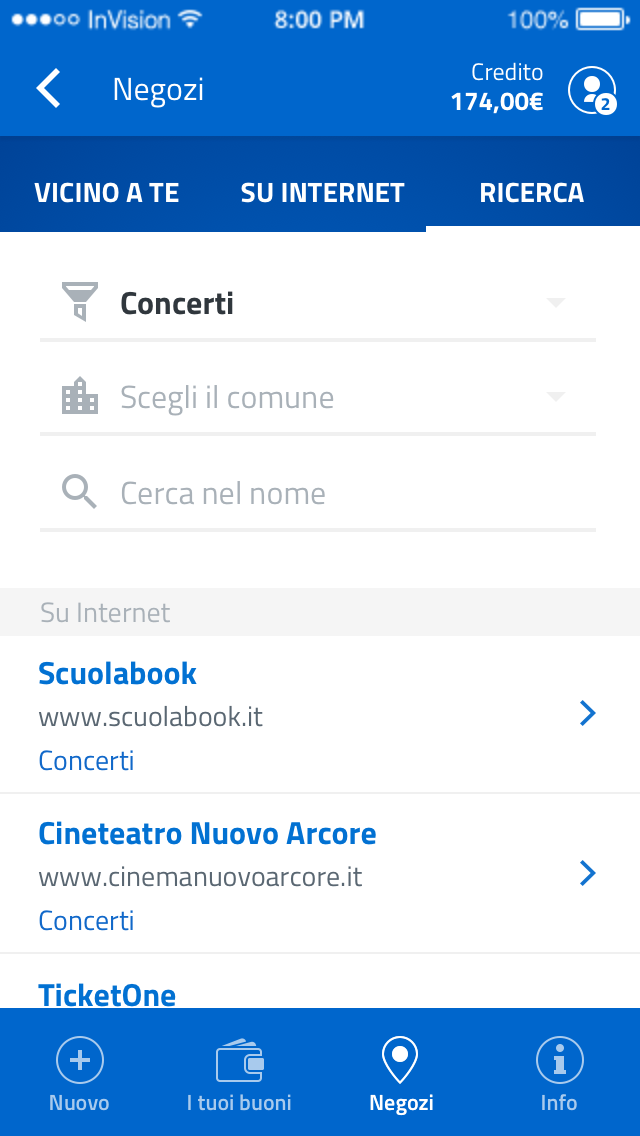 InVision 8:00 PM 100%
Negozi
Credito
174,00€
2
VICINO A TE SU INTERNET RICERCA
Concerti
Scegli il comune
Cerca nel nome
Su Internet
Scuolabook
www.scuolabook.it
Concerti
Cineteatro Nuovo Arcore
www.cinemanuovoarcore.it
Concerti
TicketOne
Nuovo I tuoi buoni Negozi Info